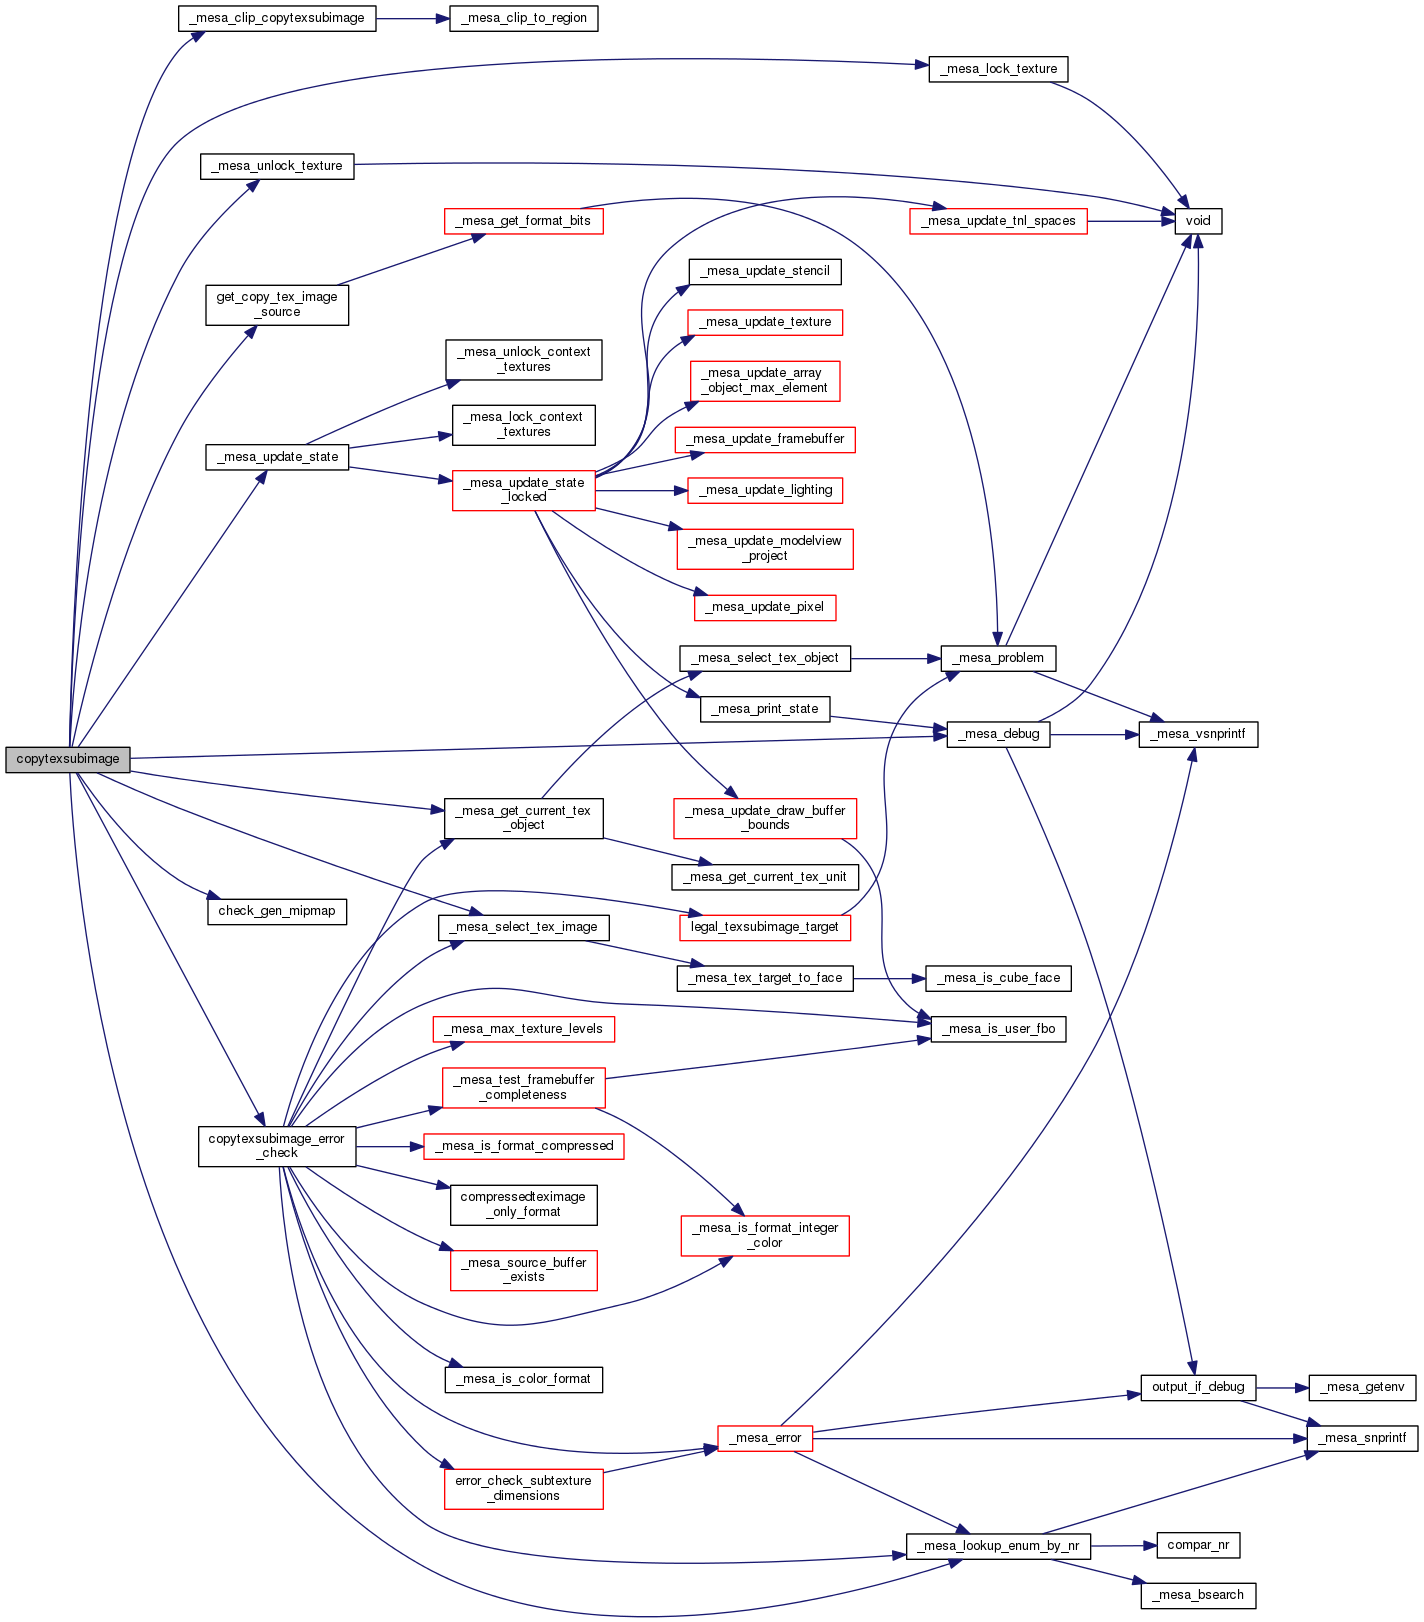 _mesa_clip_copytexsubimage
_mesa_clip_to_region
_mesa_lock_texture
_mesa_unlock_texture
_mesa_get_format_bits
_mesa_update_tnl_spaces
void
_mesa_update_stencil
get_copy_tex_image
_source
_mesa_update_texture
_mesa_unlock_context
_textures
_mesa_update_array
_object_max_element
_mesa_lock_context
_textures
_mesa_update_framebuffer
_mesa_update_state
_mesa_update_state
_locked
_mesa_update_lighting
_mesa_update_modelview
_project
_mesa_update_pixel
_mesa_select_tex_object
_mesa_problem
_mesa_print_state
_mesa_debug
_mesa_vsnprintf
copytexsubimage
_mesa_get_current_tex
_object
_mesa_update_draw_buffer
_bounds
_mesa_get_current_tex_unit
check_gen_mipmap
_mesa_select_tex_image
legal_texsubimage_target
_mesa_tex_target_to_face
_mesa_is_cube_face
_mesa_max_texture_levels
_mesa_is_user_fbo
_mesa_test_framebuffer
_completeness
copytexsubimage_error
_check
_mesa_is_format_compressed
compressedteximage
_only_format
_mesa_is_format_integer
_color
_mesa_source_buffer
_exists
_mesa_is_color_format
output_if_debug
_mesa_getenv
_mesa_error
_mesa_snprintf
error_check_subtexture
_dimensions
_mesa_lookup_enum_by_nr
compar_nr
_mesa_bsearch